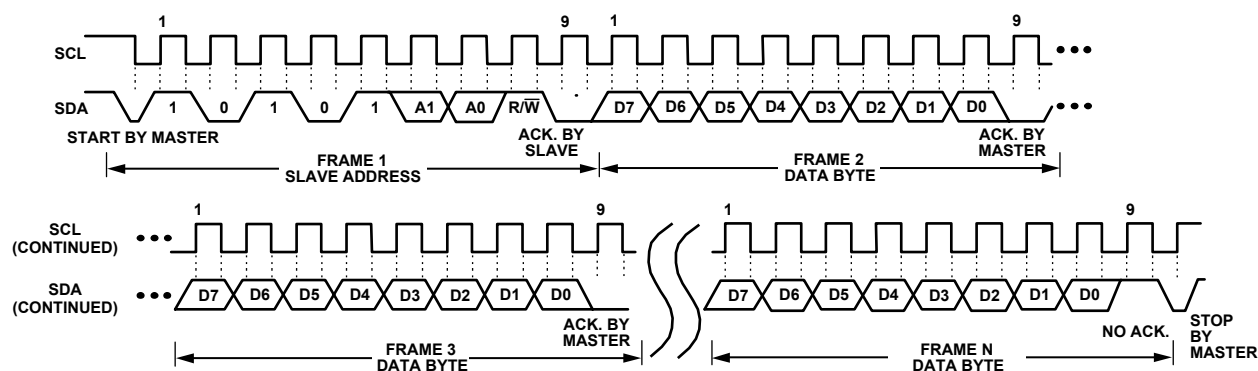 1 9 1 9
SCL
SDA 1 0 1 0 1 A1 A0 R/W̅ D7 D6 D5 D4 D3 D2 D1 D0
START BY MASTER
ACK. BY
SLAVE
ACK. BY
MASTER
FRAME 1
SLAVE ADDRESS
FRAME 2
DATA BYTE
1 9 1 9
SCL
(CONTINUED)
SDA
(CONTINUED)
D7 D6 D5 D4 D3 D2 D1 D0 D7 D6 D5 D4 D3 D2 D1 D0
ACK. BY
MASTER
NO ACK.
STOP
BY
MASTER
FRAME 3
DATA BYTE
FRAME N
DATA BYTE